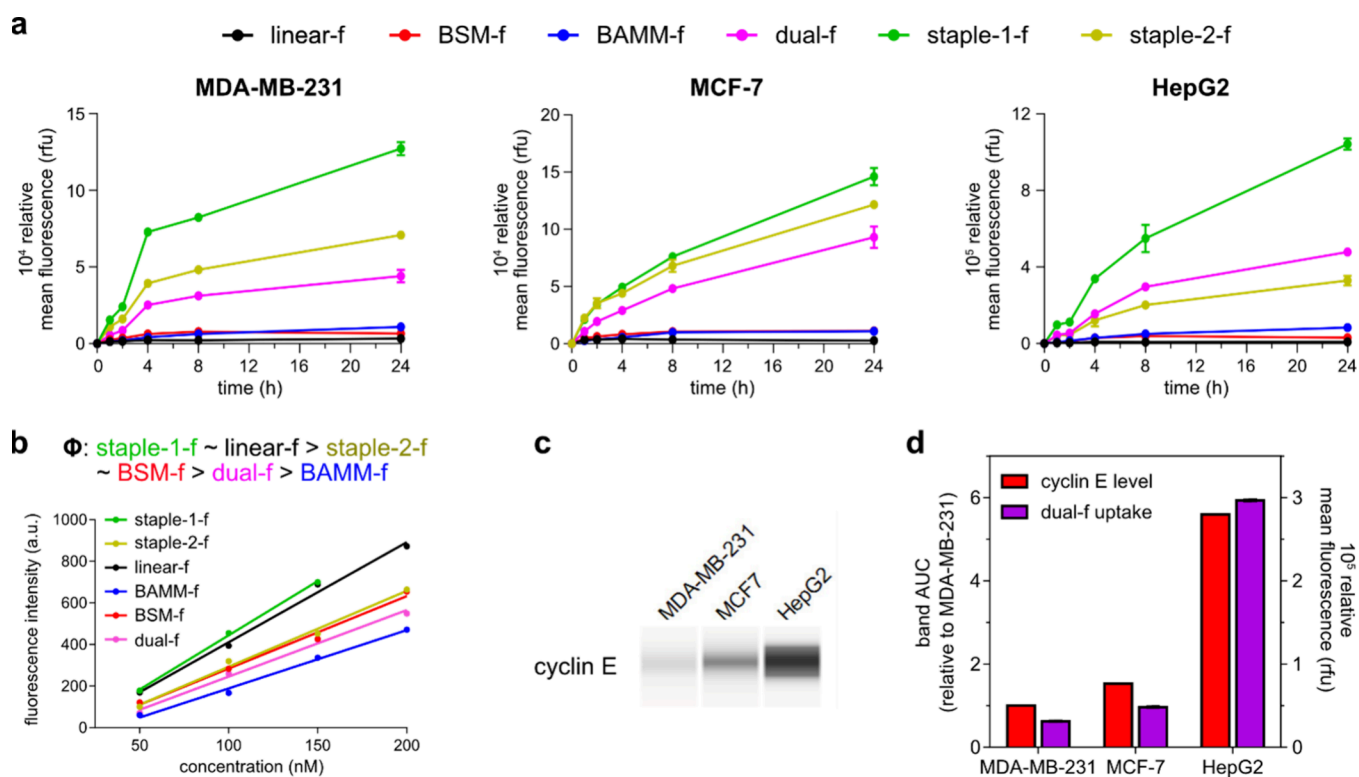 a
linear-f BSM-f BAMM-f dual-f staple-1-f staple-2-f
MDA-MB-231
10⁴ relative
mean fluorescence (rfu)
15
10
5
0
0 4 8 12 16 20 24
time (h)
MCF-7
10⁴ relative
mean fluorescence (rfu)
20
15
10
5
0
0 4 8 12 16 20 24
time (h)
HepG2
10⁵ relative
mean fluorescence (rfu)
12
8
4
0
0 4 8 12 16 20 24
time (h)
b
Φ: staple-1-f ~ linear-f > staple-2-f
~ BSM-f > dual-f > BAMM-f
fluorescence intensity (a.u.)
1000
800
600
400
200
0
staple-1-f
staple-2-f
linear-f
BAMM-f
BSM-f
dual-f
50 100 150 200
concentration (nM)
c
MDA-MB-231
MCF7
HepG2
cyclin E
d
band AUC
(relative to MDA-MB-231)
6
4
2
0
cyclin E level
dual-f uptake
3
2
1
0
10⁵ relative
mean fluorescence (rfu)
MDA-MB-231 MCF-7 HepG2